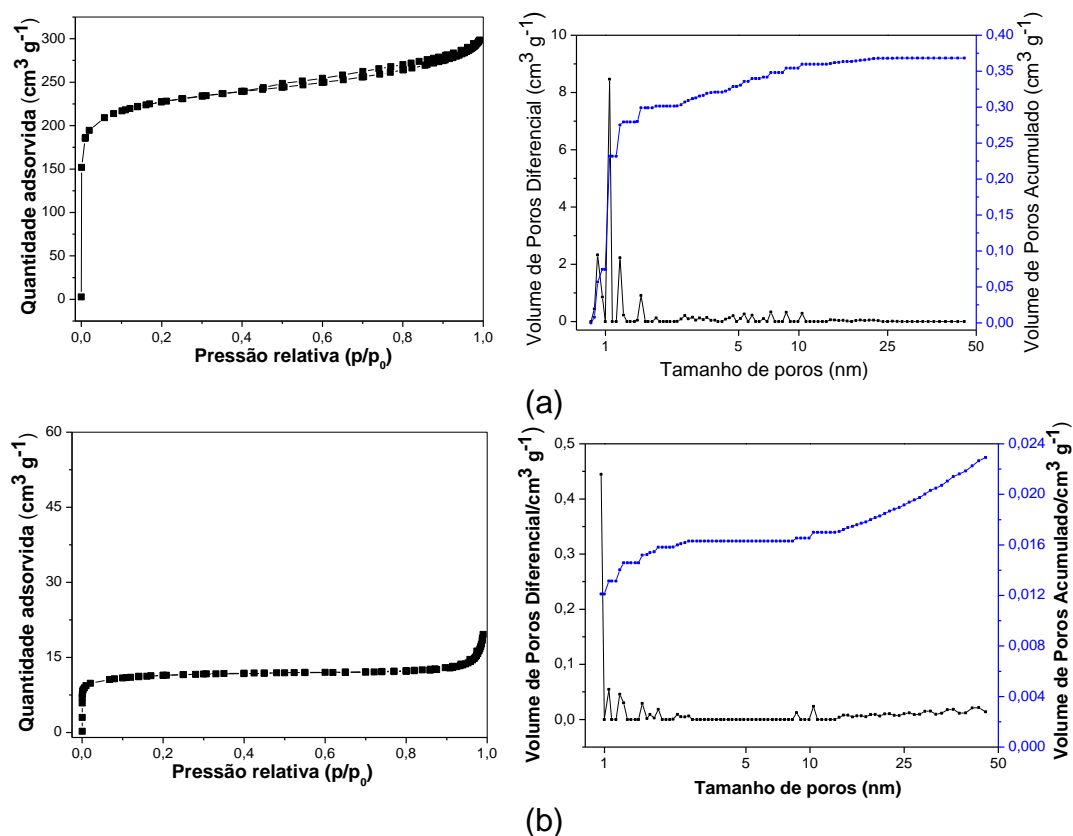 300
250
200
150
100
50
0
Quantidade adsorvida (cm³ g⁻¹)
0,0 0,2 0,4 0,6 0,8 1,0
Pressão relativa (p/p₀)
10
8
6
4
2
0
Volume de Poros Diferencial (cm³ g⁻¹)
0,40
0,35
0,30
0,25
0,20
0,15
0,10
0,05
0,00
Volume de Poros Acumulado (cm³ g⁻¹)
1 5 10 25 50
Tamanho de poros (nm)
(a)
60
45
30
15
0
Quantidade adsorvida (cm³ g⁻¹)
0,0 0,2 0,4 0,6 0,8 1,0
Pressão relativa (p/p₀)
0,5
0,4
0,3
0,2
0,1
0,0
Volume de Poros Diferencial/cm³ g⁻¹)
0,024
0,020
0,016
0,012
0,008
0,004
0,000
Volume de Poros Acumulado/cm³ g⁻¹)
1 5 10 25 50
Tamanho de poros (nm)
(b)